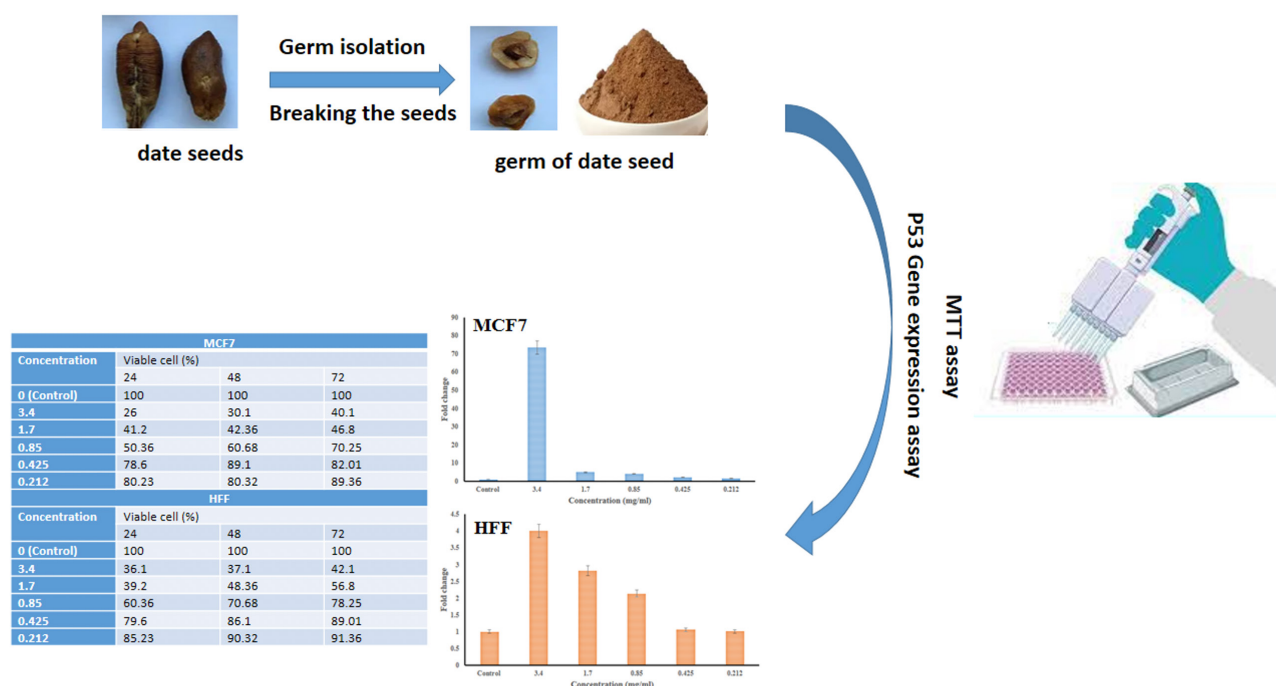 Germ isolation
Breaking the seeds
date seeds
germ of date seed
P53 Gene expression assay
MTT assay
MCF7
Concentration Viable cell (%)
24 48 72
0 (Control) 100 100 100
3.4 26 30.1 40.1
1.7 41.2 42.36 46.8
0.85 50.36 60.68 70.25
0.425 78.6 89.1 82.01
0.212 80.23 80.32 89.36
HFF
Concentration Viable cell (%)
24 48 72
0 (Control) 100 100 100
3.4 36.1 37.1 42.1
1.7 39.2 48.36 56.8
0.85 60.36 70.68 78.25
0.425 79.6 86.1 89.01
0.212 85.23 90.32 91.36
MCF7
Fold change
90
80
70
60
50
40
30
20
10
0
Control 3.4 1.7 0.85 0.425 0.212
Concentration (mg/ml)
HFF
Fold change
4.5
4
3.5
3
2.5
2
1.5
1
0.5
0
Control 3.4 1.7 0.85 0.425 0.212
Concentration (mg/ml)